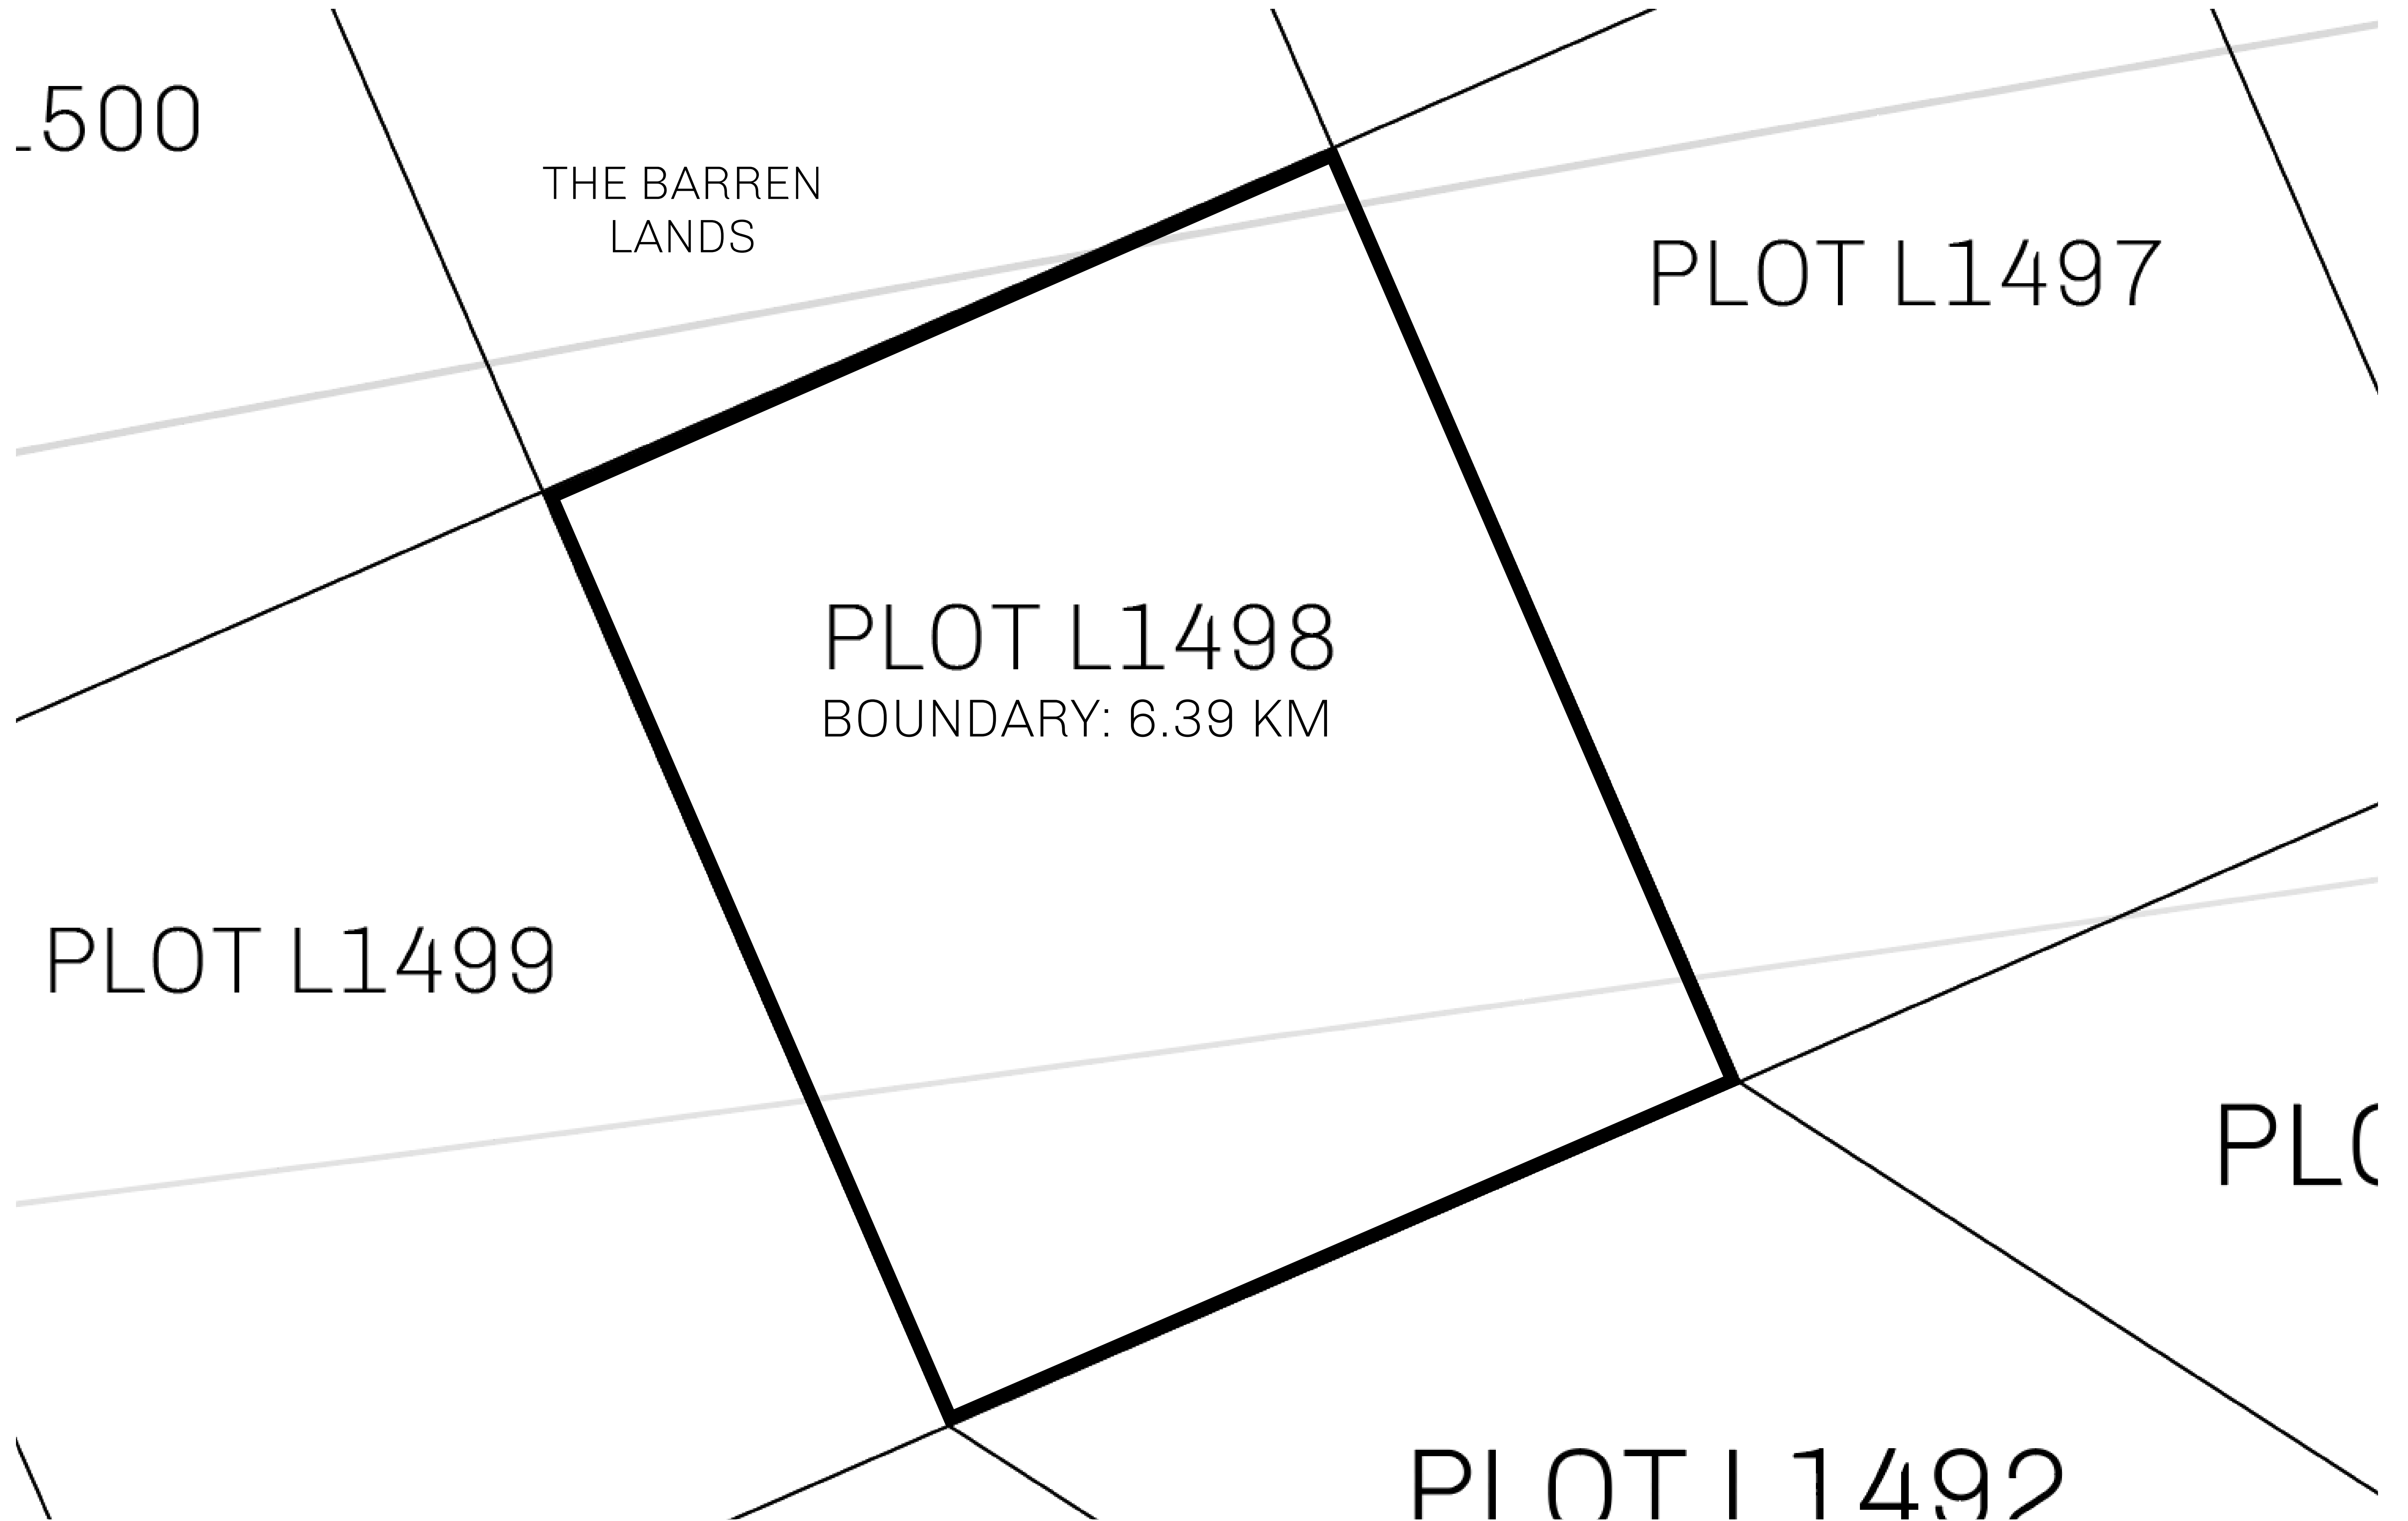 .500
THE BARREN
LANDS
PLOT L1497
PLOT L1498
BOUNDARY: 6.39 KM
PLOT L1499
PLOT L1492